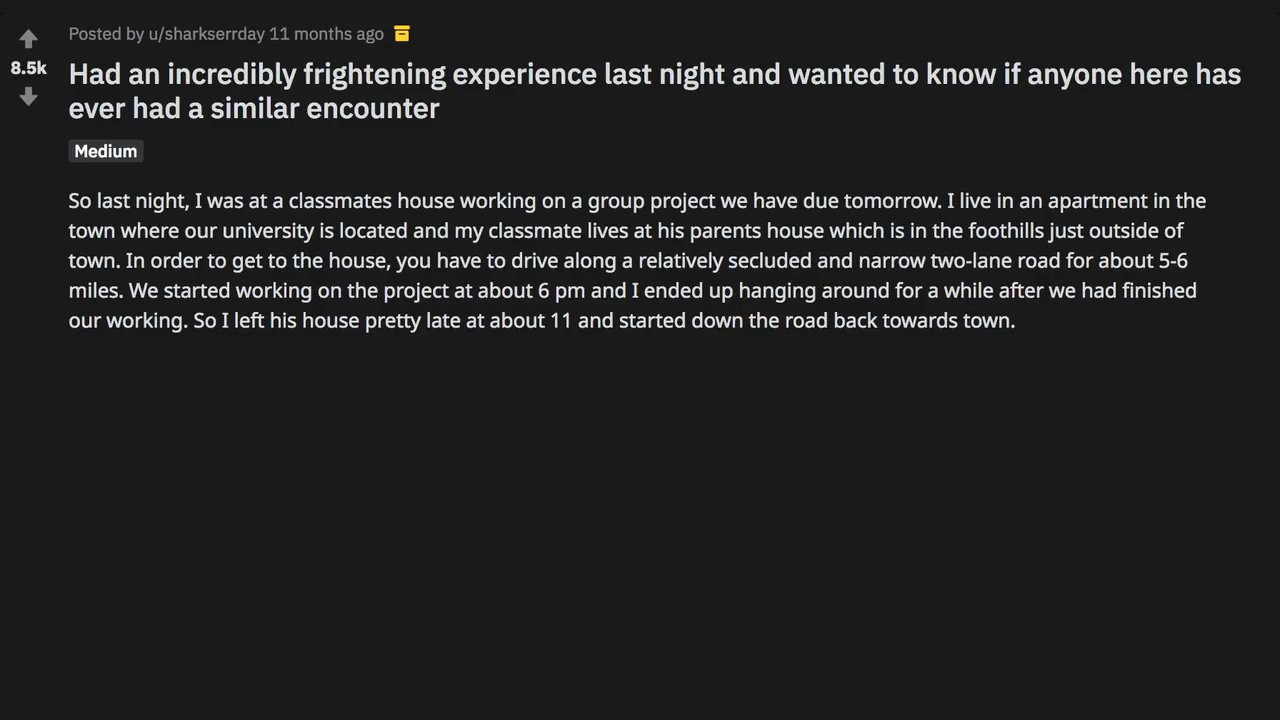 Posted by u/sharkserrday 11 months ago
8.5k
Had an incredibly frightening experience last night and wanted to know if anyone here has
ever had a similar encounter
Medium
So last night, I was at a classmates house working on a group project we have due tomorrow. I live in an apartment in the
town where our university is located and my classmate lives at his parents house which is in the foothills just outside of
town. In order to get to the house, you have to drive along a relatively secluded and narrow two-lane road for about 5-6
miles. We started working on the project at about 6 pm and I ended up hanging around for a while after we had finished
our working. So I left his house pretty late at about 11 and started down the road back towards town.